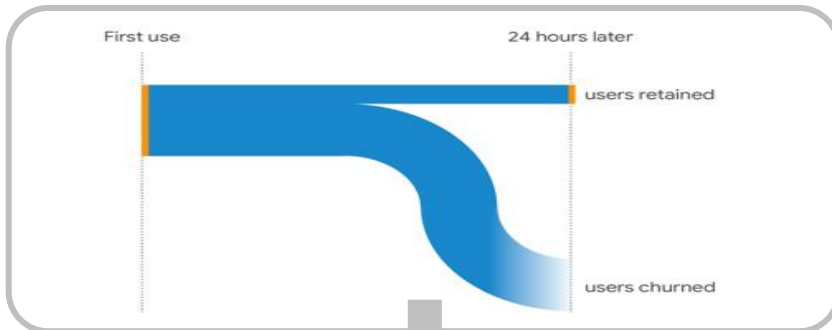 First use
24 hours later
users retained
users churned